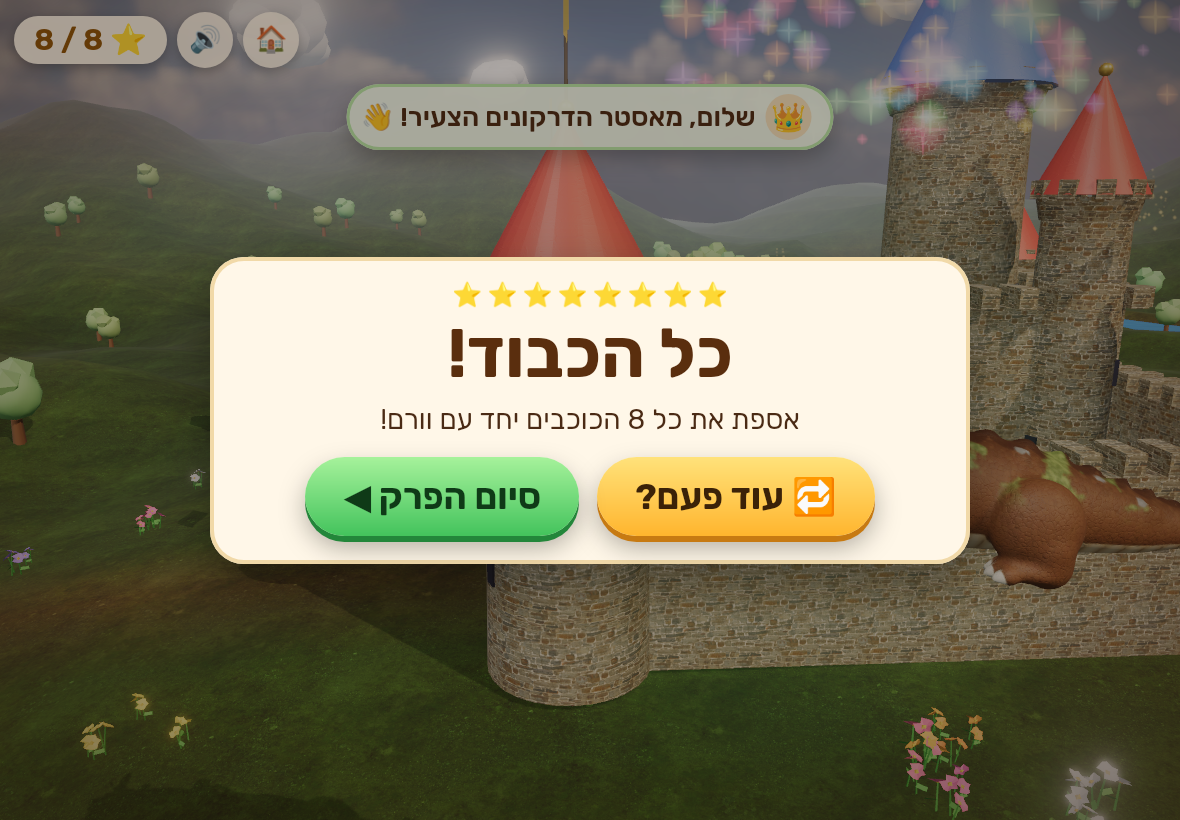 8 / 8
שלום, מאסטר הדרקונים הצעיר!
כל הכבוד!
אספת את כל 8 הכוכבים יחד עם וורם!
עוד פעם?
סיום הפרק ◀